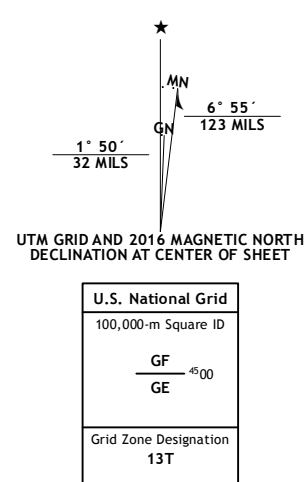 ★
MN
GN
6° 55´
123 MILS
1° 50´
32 MILS
UTM GRID AND 2016 MAGNETIC NORTH
DECLINATION AT CENTER OF SHEET
U.S. National Grid
100,000-m Square ID
GF
GE
4500
Grid Zone Designation
13T